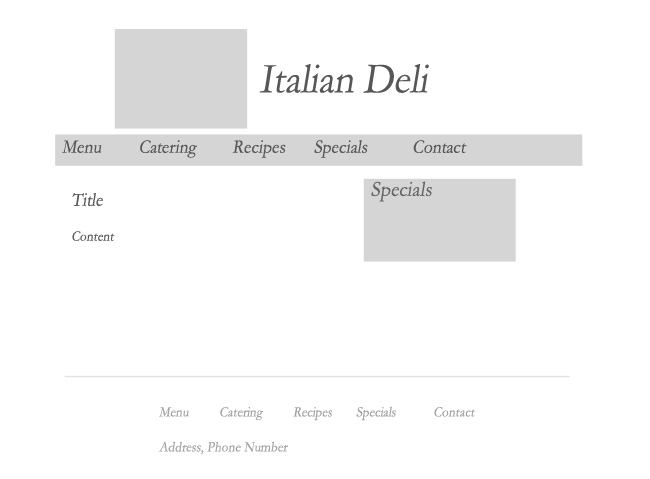 Italian Deli
Menu Catering Recipes Specials Contact
Title
Content
Specials
Menu Catering Recipes Specials Contact
Address, Phone Number